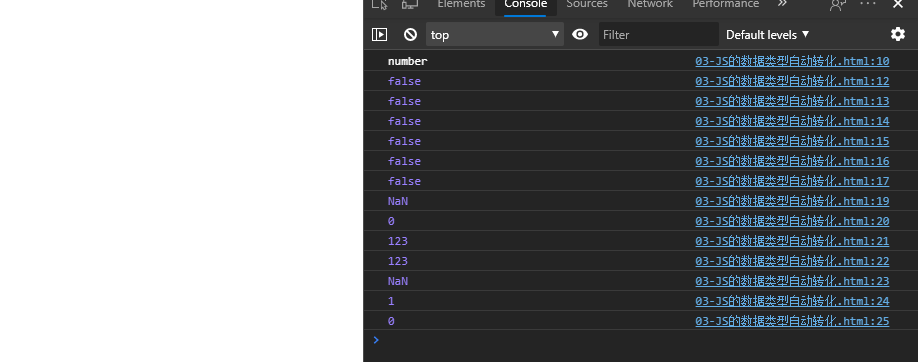 Elements Console Sources Network Performance
top Filter Default levels
number 03-JS的数据类型自动转化.html:10
false 03-JS的数据类型自动转化.html:12
false 03-JS的数据类型自动转化.html:13
false 03-JS的数据类型自动转化.html:14
false 03-JS的数据类型自动转化.html:15
false 03-JS的数据类型自动转化.html:16
false 03-JS的数据类型自动转化.html:17
NaN 03-JS的数据类型自动转化.html:19
0 03-JS的数据类型自动转化.html:20
123 03-JS的数据类型自动转化.html:21
123 03-JS的数据类型自动转化.html:22
NaN 03-JS的数据类型自动转化.html:23
1 03-JS的数据类型自动转化.html:24
0 03-JS的数据类型自动转化.html:25